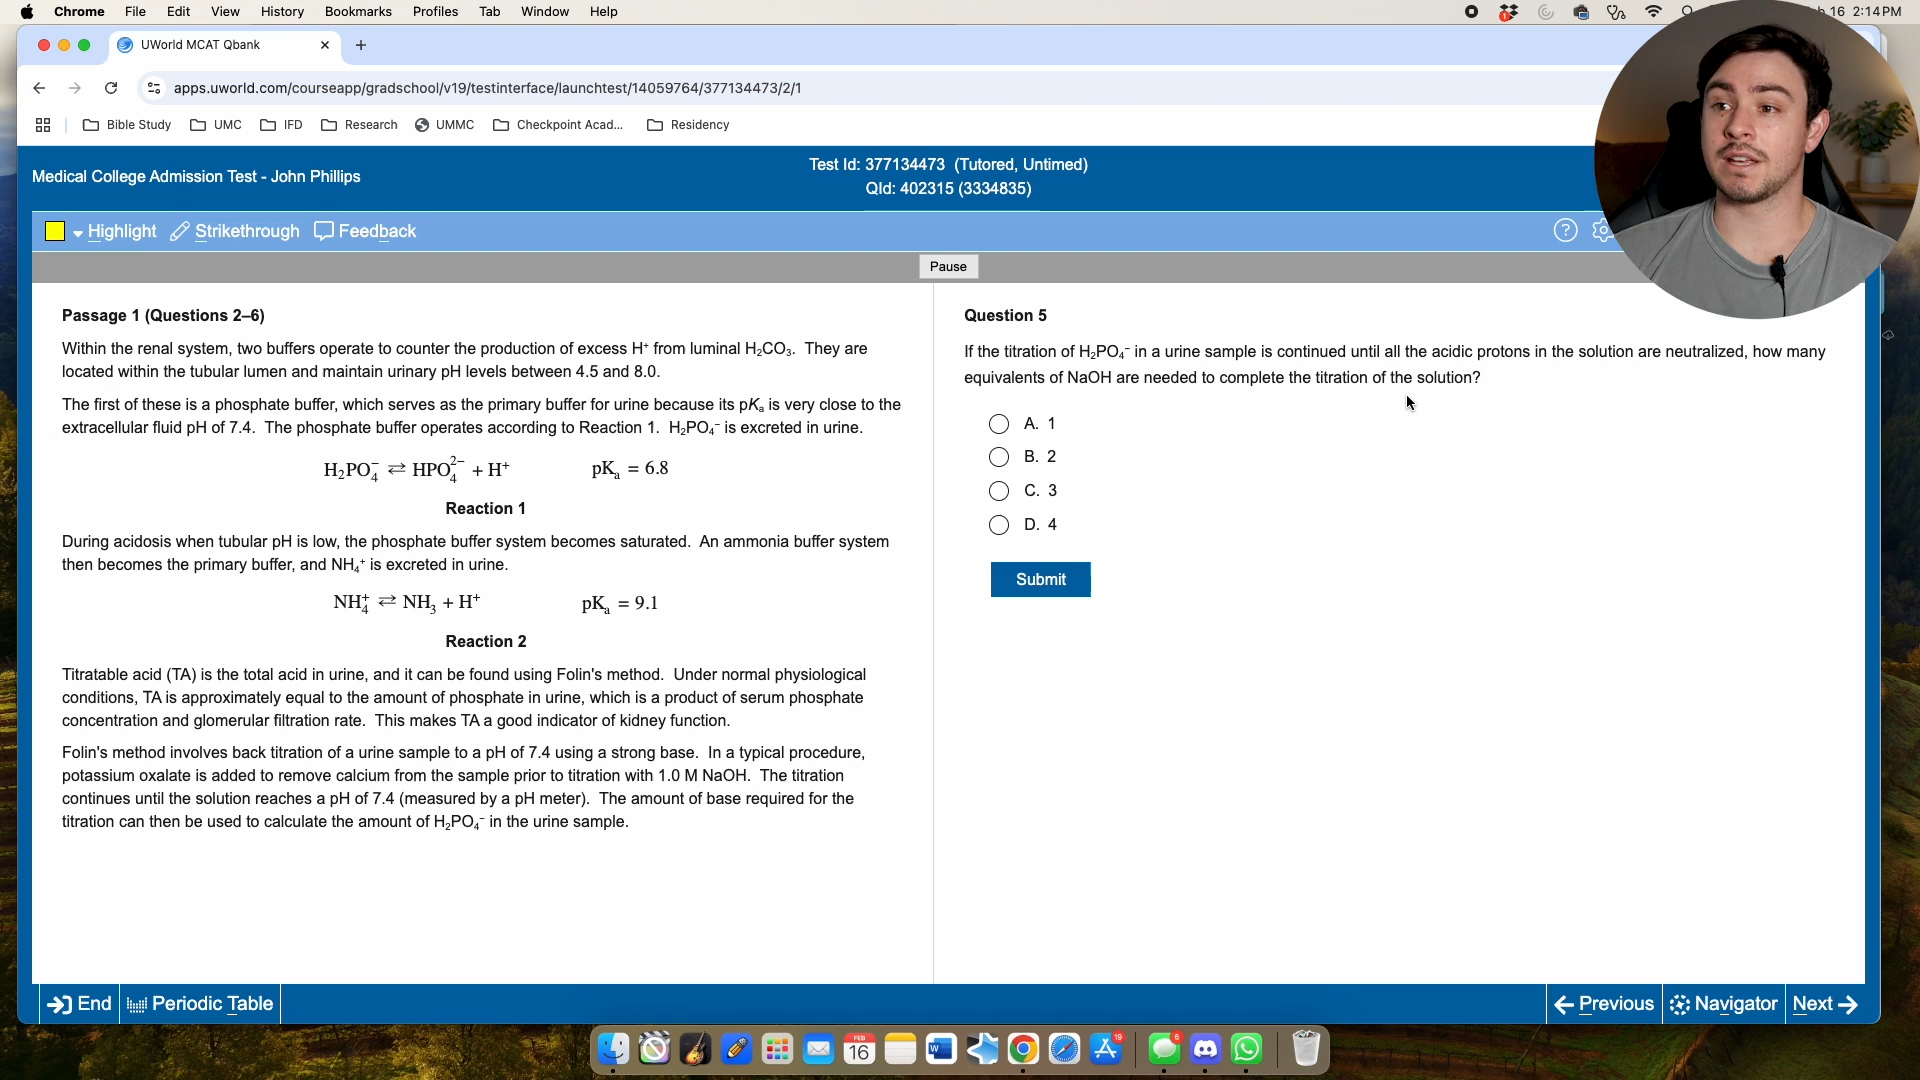 Chrome File Edit View History Bookmarks Profiles Tab Window Help
16 2:14PM
UWorld MCAT Qbank
apps.uworld.com/courseapp/gradschool/v19/testinterface/launchtest/14059764/377134473/2/1
Bible Study UMC IFD Research UMMC Checkpoint Acad... Residency
Medical College Admission Test - John Phillips
Test Id: 377134473 (Tutored, Untimed)
QId: 402315 (3334835)
Highlight Strikethrough Feedback
Pause
Passage 1 (Questions 2–6)
Within the renal system, two buffers operate to counter the production of excess H⁺ from luminal H₂CO₃. They are
located within the tubular lumen and maintain urinary pH levels between 4.5 and 8.0.
The first of these is a phosphate buffer, which serves as the primary buffer for urine because its pKₐ is very close to the
extracellular fluid pH of 7.4. The phosphate buffer operates according to Reaction 1. H₂PO₄⁻ is excreted in urine.
H₂PO₄⁻ ⇌ HPO₄²⁻ + H⁺ pKₐ = 6.8
Reaction 1
During acidosis when tubular pH is low, the phosphate buffer system becomes saturated. An ammonia buffer system
then becomes the primary buffer, and NH₄⁺ is excreted in urine.
NH₄⁺ ⇌ NH₃ + H⁺ pKₐ = 9.1
Reaction 2
Titratable acid (TA) is the total acid in urine, and it can be found using Folin's method. Under normal physiological
conditions, TA is approximately equal to the amount of phosphate in urine, which is a product of serum phosphate
concentration and glomerular filtration rate. This makes TA a good indicator of kidney function.
Folin's method involves back titration of a urine sample to a pH of 7.4 using a strong base. In a typical procedure,
potassium oxalate is added to remove calcium from the sample prior to titration with 1.0 M NaOH. The titration
continues until the solution reaches a pH of 7.4 (measured by a pH meter). The amount of base required for the
titration can then be used to calculate the amount of H₂PO₄⁻ in the urine sample.
Question 5
If the titration of H₂PO₄⁻ in a urine sample is continued until all the acidic protons in the solution are neutralized, how many
equivalents of NaOH are needed to complete the titration of the solution?
A. 1
B. 2
C. 3
D. 4
Submit
End Periodic Table
Previous Navigator Next
FEB
16
19
6